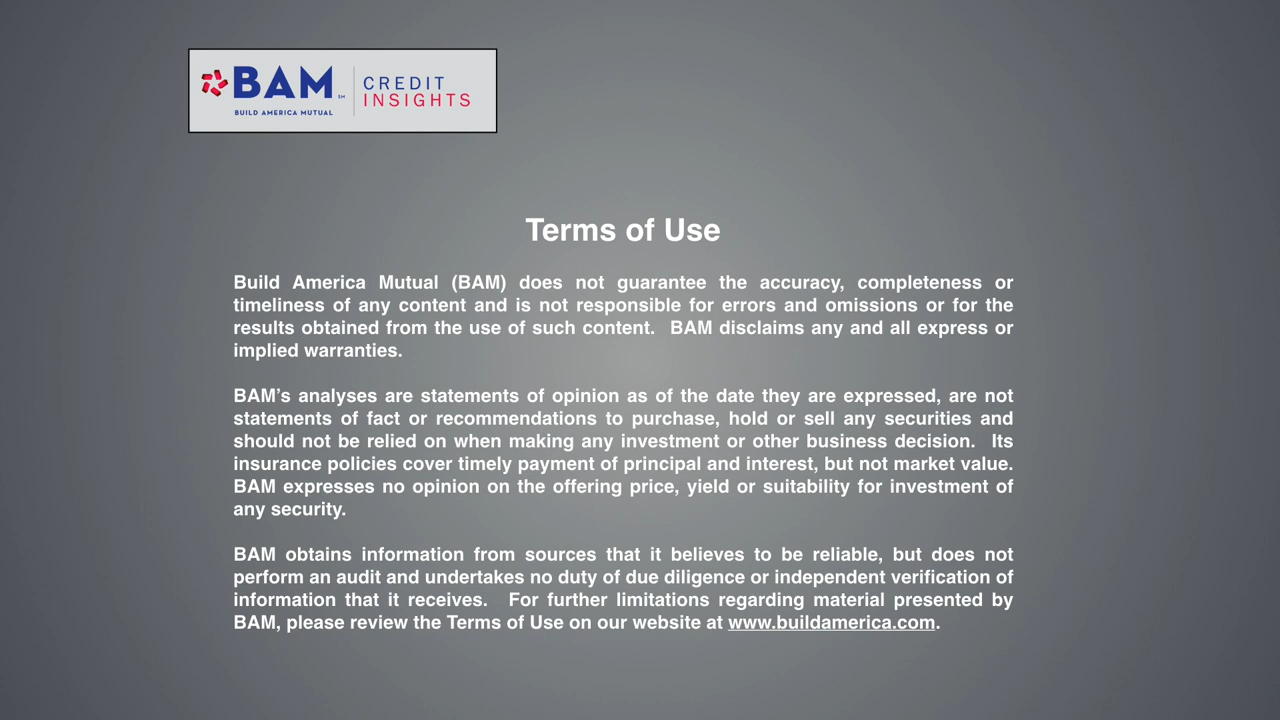 BAM SM
BUILD AMERICA MUTUAL
CREDIT
INSIGHTS
Terms of Use
Build America Mutual (BAM) does not guarantee the accuracy, completeness or
timeliness of any content and is not responsible for errors and omissions or for the
results obtained from the use of such content. BAM disclaims any and all express or
implied warranties.
BAM’s analyses are statements of opinion as of the date they are expressed, are not
statements of fact or recommendations to purchase, hold or sell any securities and
should not be relied on when making any investment or other business decision. Its
insurance policies cover timely payment of principal and interest, but not market value.
BAM expresses no opinion on the offering price, yield or suitability for investment of
any security.
BAM obtains information from sources that it believes to be reliable, but does not
perform an audit and undertakes no duty of due diligence or independent verification of
information that it receives. For further limitations regarding material presented by
BAM, please review the Terms of Use on our website at www.buildamerica.com.